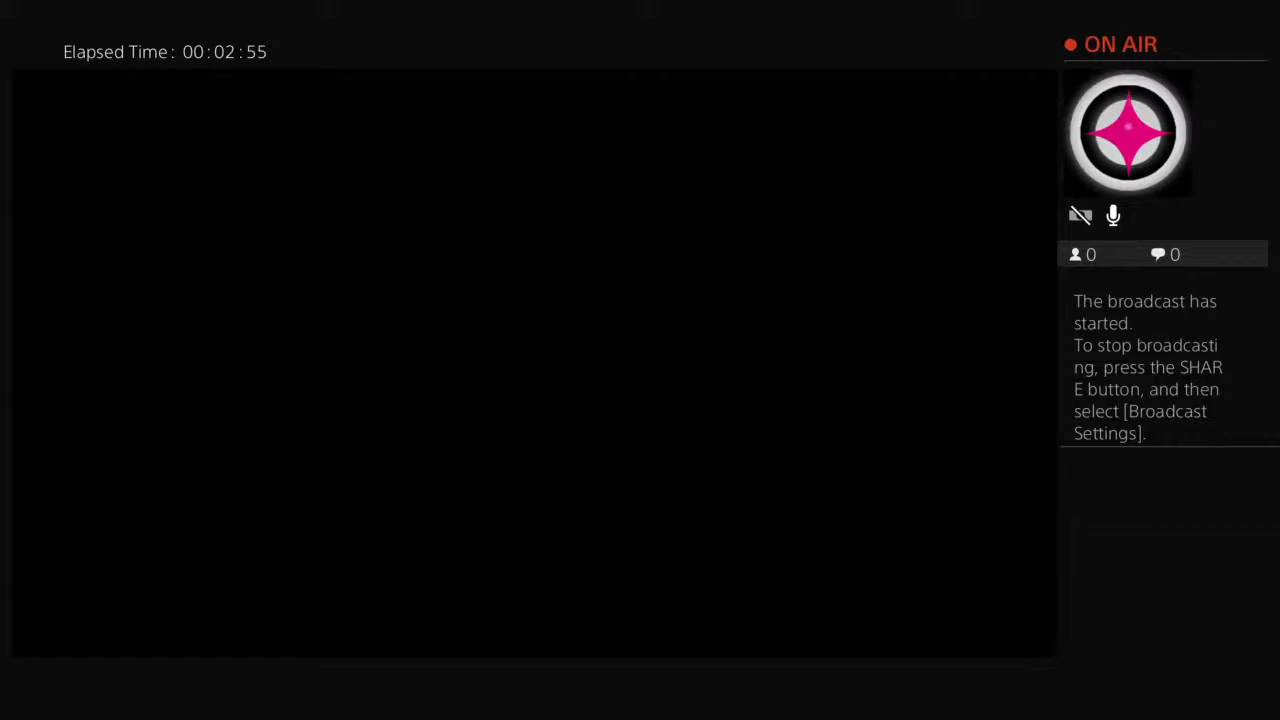 Elapsed Time: 00:02:55
ON AIR
0 0
The broadcast has
started.
To stop broadcasti
ng, press the SHAR
E button, and then
select [Broadcast
Settings].